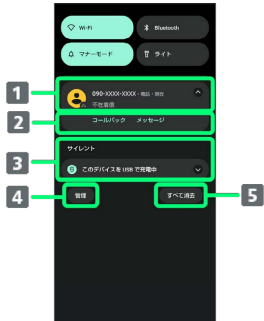 Wi-Fi
Bluetooth
マナーモード
ライト
1
090-XXXX-XXXX・電話・現在
不在着信
2
コールバック メッセージ
3
サイレント
このデバイスを USB で充電中
4
管理
すべて消去
5